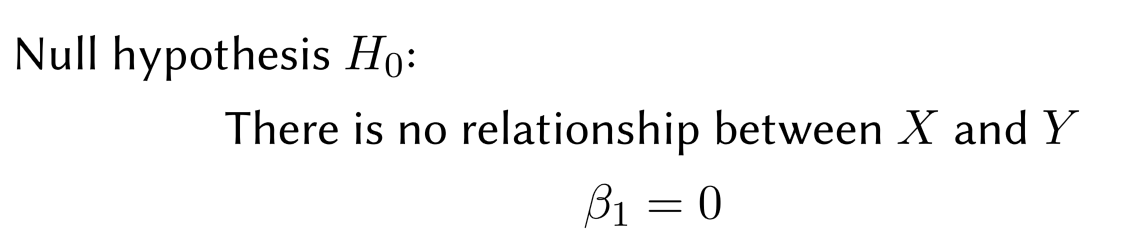 Null hypothesis H₀:
There is no relationship between X and Y
β₁ = 0